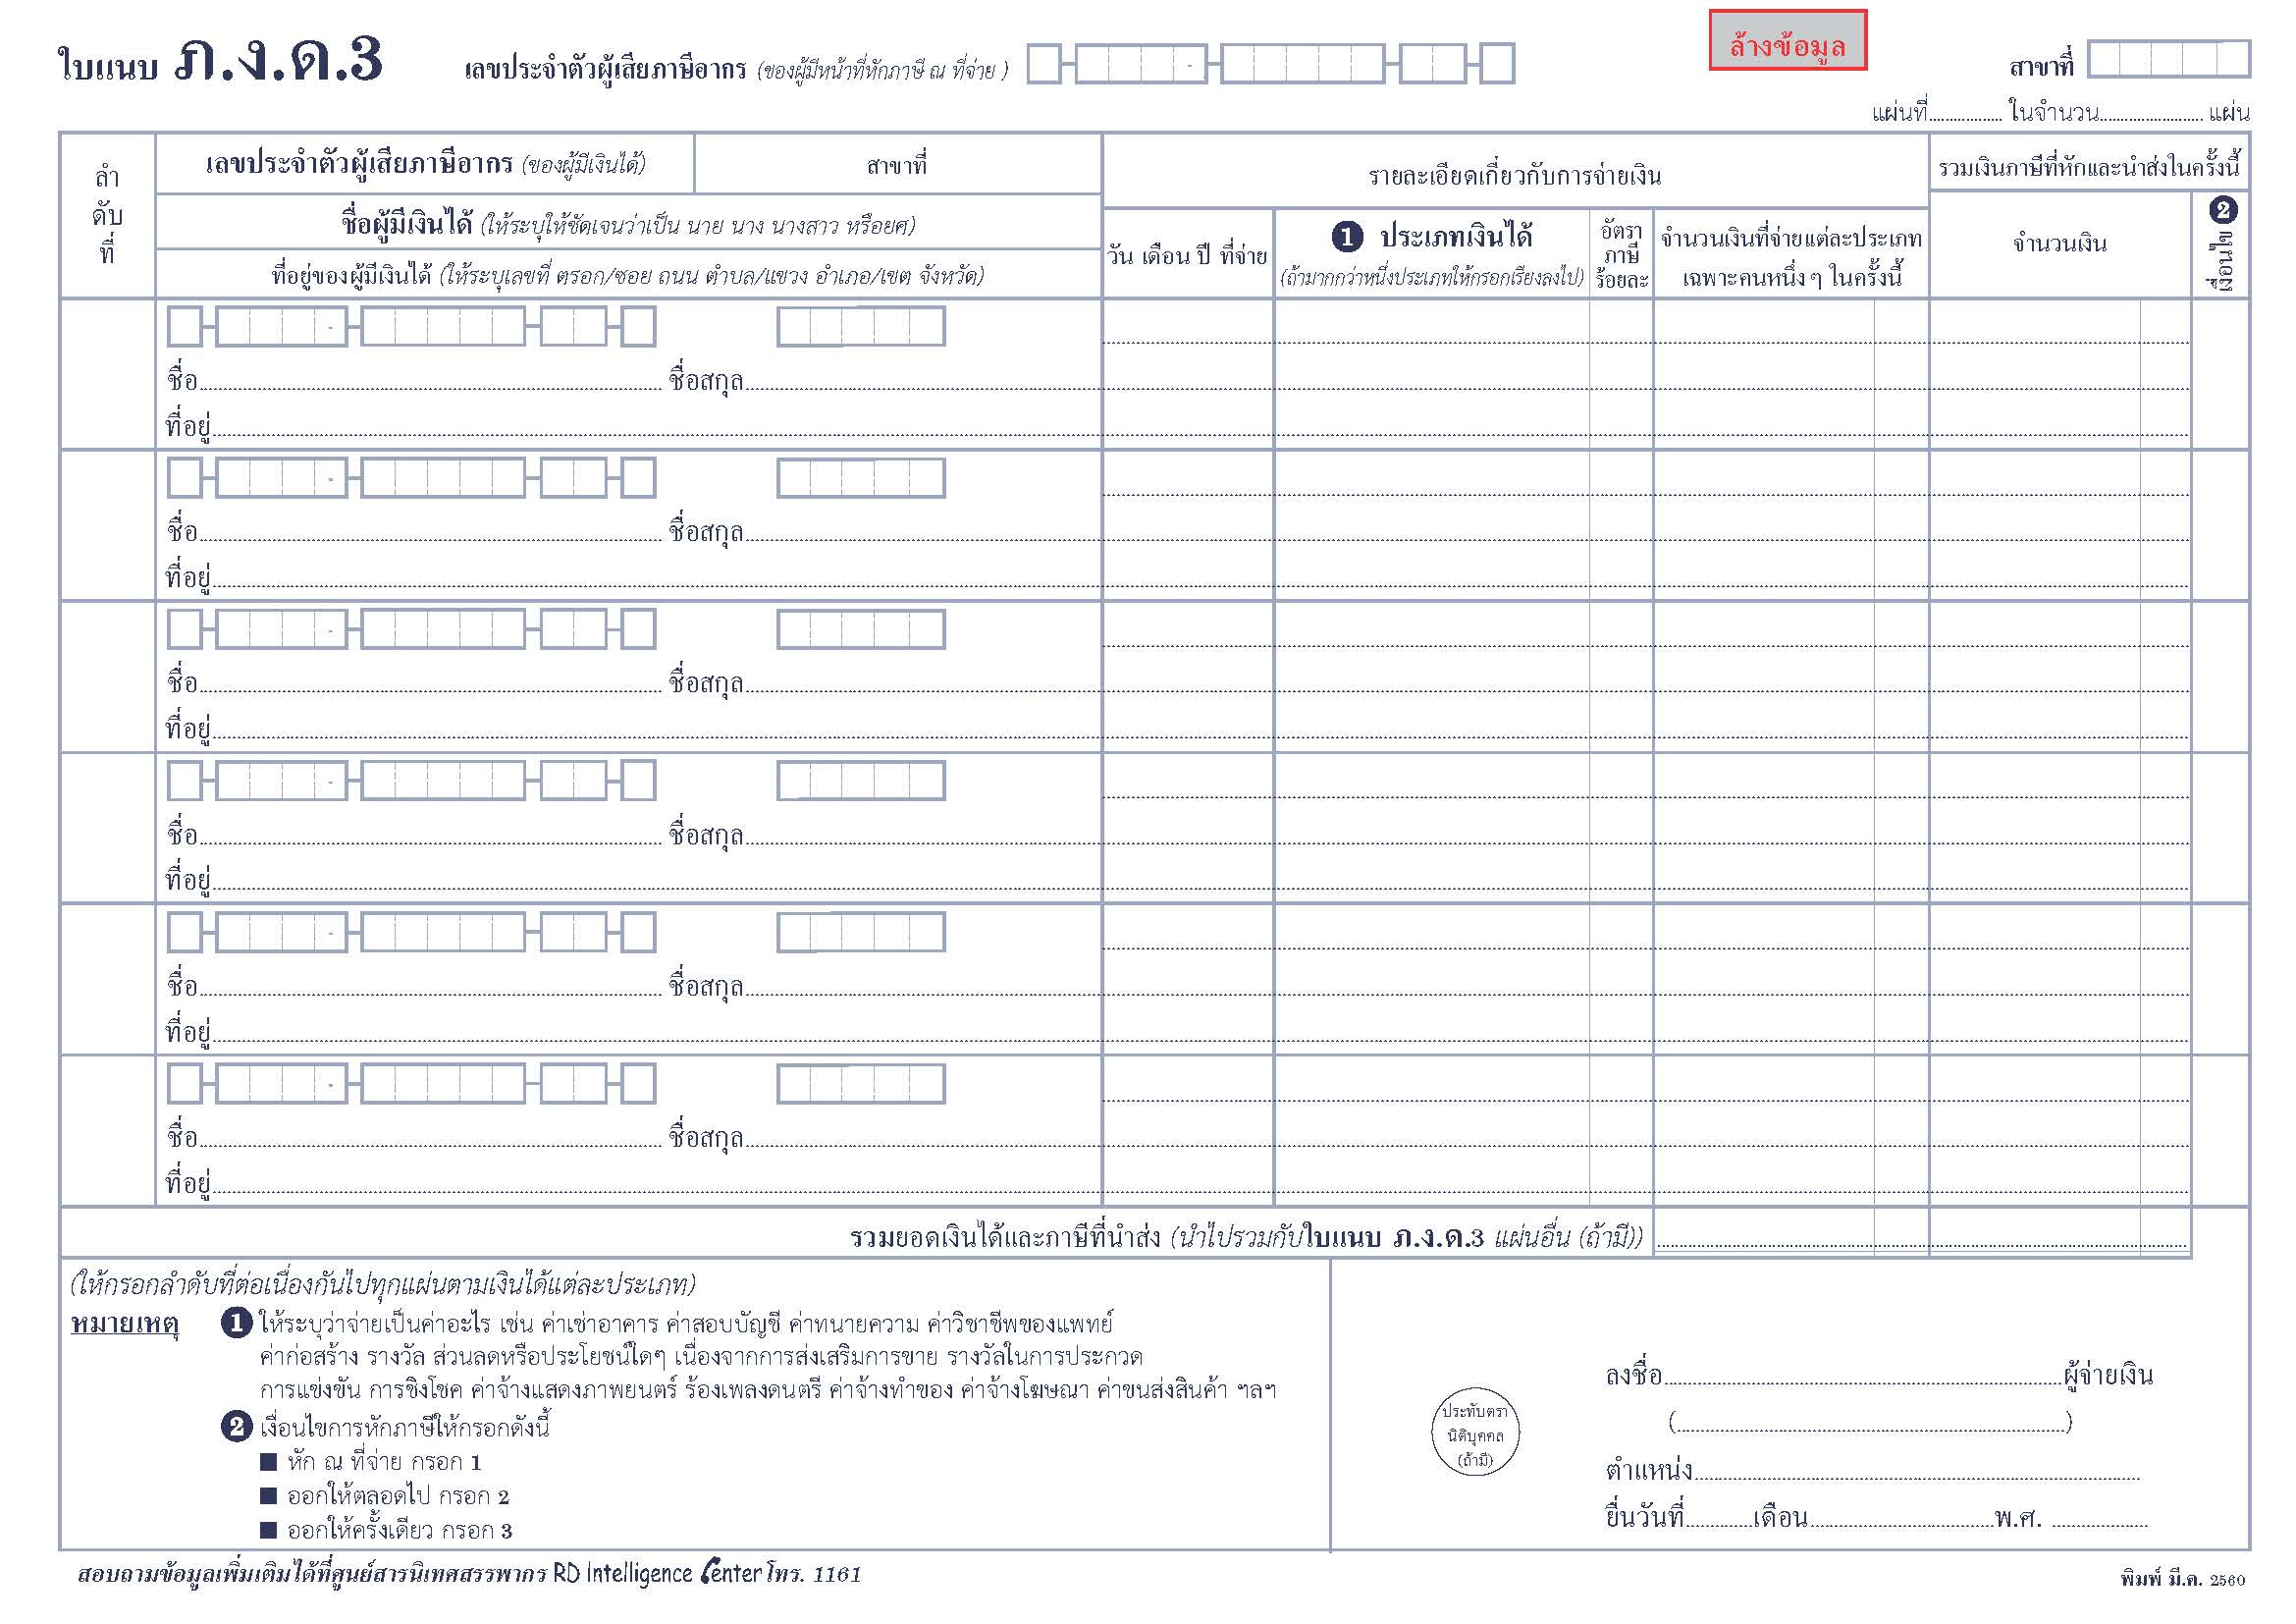 ใบแนบ ภ.ง.ด.3 เลขประจำตัวผู้เสียภาษีอากร (ของผู้มีหน้าที่หักภาษี ณ ที่จ่าย ) - - - -
ล้างข้อมูล
สาขาที่
แผ่นที่.................. ในจำนวน......................... แผ่น
ลำ
ดับ
ที่
เลขประจำตัวผู้เสียภาษีอากร (ของผู้มีเงินได้)
สาขาที่
ชื่อผู้มีเงินได้ (ให้ระบุให้ชัดเจนว่าเป็น นาย นาง นางสาว หรือยศ)
ที่อยู่ของผู้มีเงินได้ (ให้ระบุเลขที่ ตรอก/ซอย ถนน ตำบล/แขวง อำเภอ/เขต จังหวัด)
รายละเอียดเกี่ยวกับการจ่ายเงิน
วัน เดือน ปี ที่จ่าย
1 ประเภทเงินได้
(ถ้ามากกว่าหนึ่งประเภทให้กรอกเรียงลงไป)
อัตรา
ภาษี
ร้อยละ
จำนวนเงินที่จ่ายแต่ละประเภท
เฉพาะคนหนึ่ง ๆ ในครั้งนี้
รวมเงินภาษีที่หักและนำส่งในครั้งนี้
จำนวนเงิน
2 เงื่อนไข
ชื่อ.......................... ชื่อสกุล..........................
ที่อยู่..........................
ชื่อ.......................... ชื่อสกุล..........................
ที่อยู่..........................
ชื่อ.......................... ชื่อสกุล..........................
ที่อยู่..........................
ชื่อ.......................... ชื่อสกุล..........................
ที่อยู่..........................
ชื่อ.......................... ชื่อสกุล..........................
ที่อยู่..........................
ชื่อ.......................... ชื่อสกุล..........................
ที่อยู่..........................
รวมยอดเงินได้และภาษีที่นำส่ง (นำไปรวมกับใบแนบ ภ.ง.ด.3 แผ่นอื่น (ถ้ามี))
(ให้กรอกลำดับที่ต่อเนื่องกันไปทุกแผ่นตามเงินได้แต่ละประเภท)
หมายเหตุ 1 ให้ระบุว่าจ่ายเป็นค่าอะไร เช่น ค่าเช่าอาคาร ค่าสอบบัญชี ค่าทนายความ ค่าวิชาชีพของแพทย์
ค่าก่อสร้าง รางวัล ส่วนลดหรือประโยชน์ใดๆ เนื่องจากการส่งเสริมการขาย รางวัลในการประกวด
การแข่งขัน การชิงโชค ค่าจ้างแสดงภาพยนตร์ ร้องเพลงดนตรี ค่าจ้างทำของ ค่าจ้างโฆษณา ค่าขนส่งสินค้า ฯลฯ
2 เงื่อนไขการหักภาษีให้กรอกดังนี้
■ หัก ณ ที่จ่าย กรอก 1
■ ออกให้ตลอดไป กรอก 2
■ ออกให้ครั้งเดียว กรอก 3
ประทับตรา
นิติบุคคล
(ถ้ามี)
ลงชื่อ..........................ผู้จ่ายเงิน
(..........................)
ตำแหน่ง..........................
ยื่นวันที่.............เดือน..........................พ.ศ. ...................
สอบถามข้อมูลเพิ่มเติมได้ที่ศูนย์สารนิเทศสรรพากร RD Intelligence Center โทร. 1161
พิมพ์ มี.ค. 2560